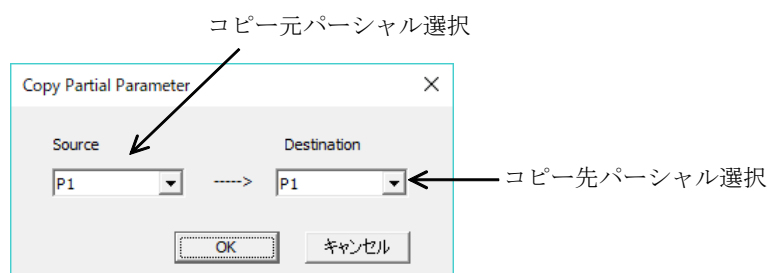 コピー元パーシャル選択
Copy Partial Parameter
Source Destination
P1 -----> P1
コピー先パーシャル選択
OK キャンセル